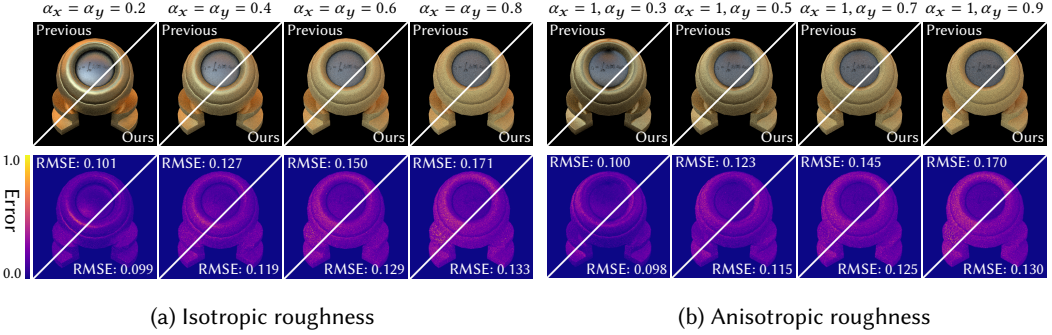 αx = αy = 0.2 αx = αy = 0.4 αx = αy = 0.6 αx = αy = 0.8 αx = 1, αy = 0.3 αx = 1, αy = 0.5 αx = 1, αy = 0.7 αx = 1, αy = 0.9
Previous Previous Previous Previous Previous Previous Previous Previous
Ours Ours Ours Ours Ours Ours Ours Ours
1.0 RMSE: 0.101 RMSE: 0.127 RMSE: 0.150 RMSE: 0.171 RMSE: 0.100 RMSE: 0.123 RMSE: 0.145 RMSE: 0.170
Error
0.0 RMSE: 0.099 RMSE: 0.119 RMSE: 0.129 RMSE: 0.133 RMSE: 0.098 RMSE: 0.115 RMSE: 0.125 RMSE: 0.130
(a) Isotropic roughness (b) Anisotropic roughness